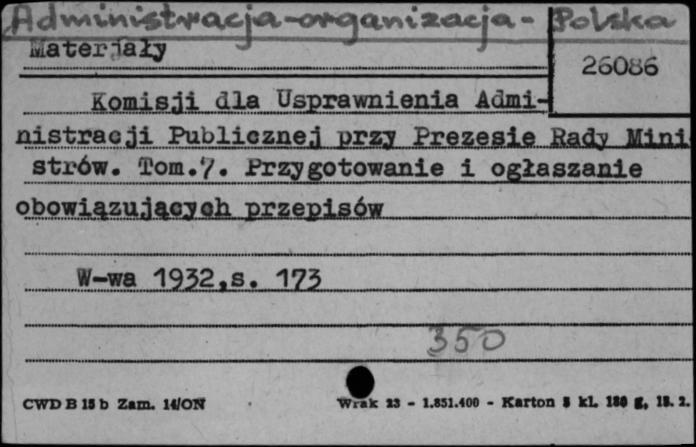 Administracja-organizacja- Polska
Materjały
26086
Komisji dla Usprawnienia Admi-
nistracji Publicznej przy Prezesie Rady Mini
strów. Tom.7. Przygotowanie i ogłaszanie
obowiązujących przepisów
W-wa 1932,s. 173
350
CWD B 15 b Zam. 14/ON
Wrak 23 - 1.851.400 - Karton 3 kl. 180 g, 18. 2.